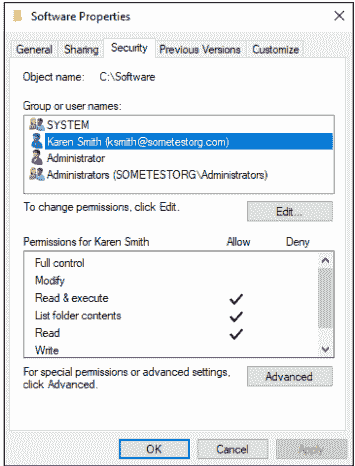 Software Properties
General Sharing Security Previous Versions Customize
Object name: C:\Software
Group or user names:
SYSTEM
Karen Smith (ksmith@sometestorg.com)
Administrator
Administrators (SOMETESTORG\Administrators)
To change permissions, click Edit.
Edit...
Permissions for Karen Smith Allow Deny
Full control
Modify
Read & execute
List folder contents
Read
Write
For special permissions or advanced settings,
click Advanced.
Advanced
OK Cancel Apply